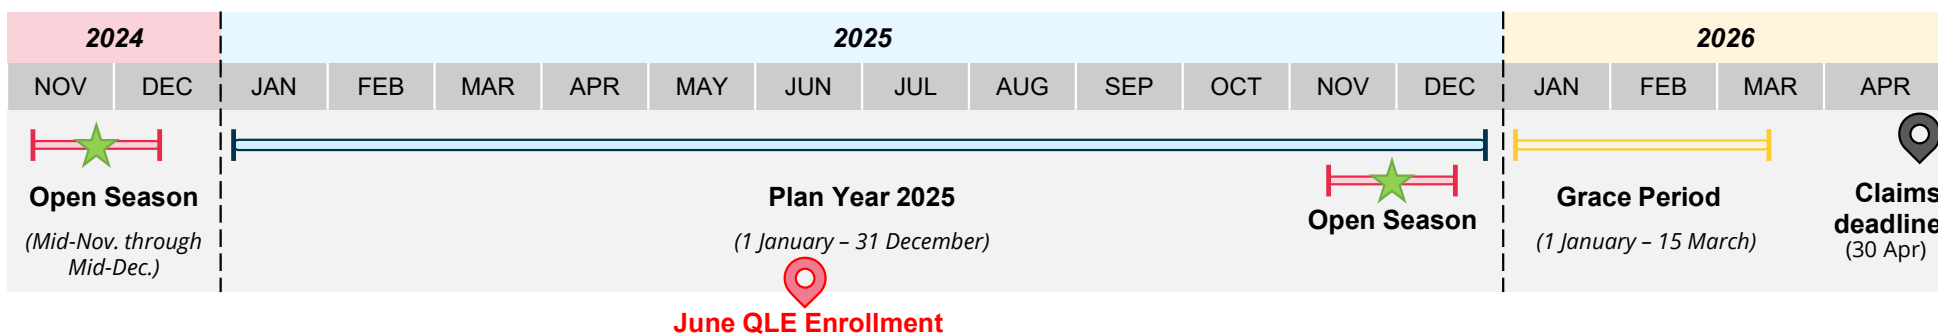 2024 2025 2026
NOV DEC JAN FEB MAR APR MAY JUN JUL AUG SEP OCT NOV DEC JAN FEB MAR APR
Open Season
(Mid-Nov. through
Mid-Dec.)
Plan Year 2025
(1 January – 31 December)
June QLE Enrollment
Open Season
Grace Period
(1 January – 15 March)
Claims
deadline
(30 Apr)